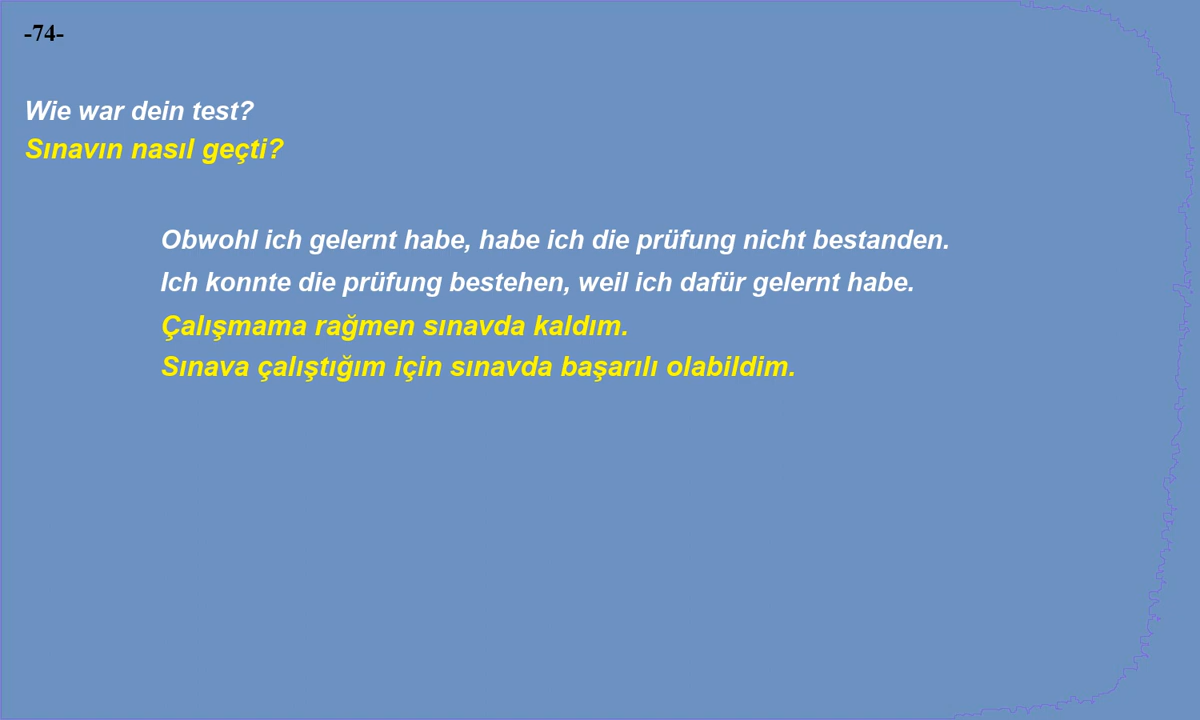 -74-
Wie war dein test?
Sınavın nasıl geçti?
Obwohl ich gelernt habe, habe ich die prüfung nicht bestanden.
Ich konnte die prüfung bestehen, weil ich dafür gelernt habe.
Çalışmama rağmen sınavda kaldım.
Sınava çalıştığım için sınavda başarılı olabildim.